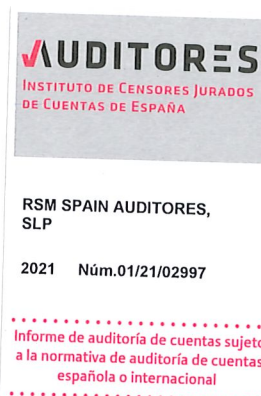 AUDITORES
INSTITUTO DE CENSORES JURADOS
DE CUENTAS DE ESPAÑA
RSM SPAIN AUDITORES,
SLP
2021 Núm.01/21/02997
Informe de auditoría de cuentas sujeto
a la normativa de auditoría de cuentas
española o internacional